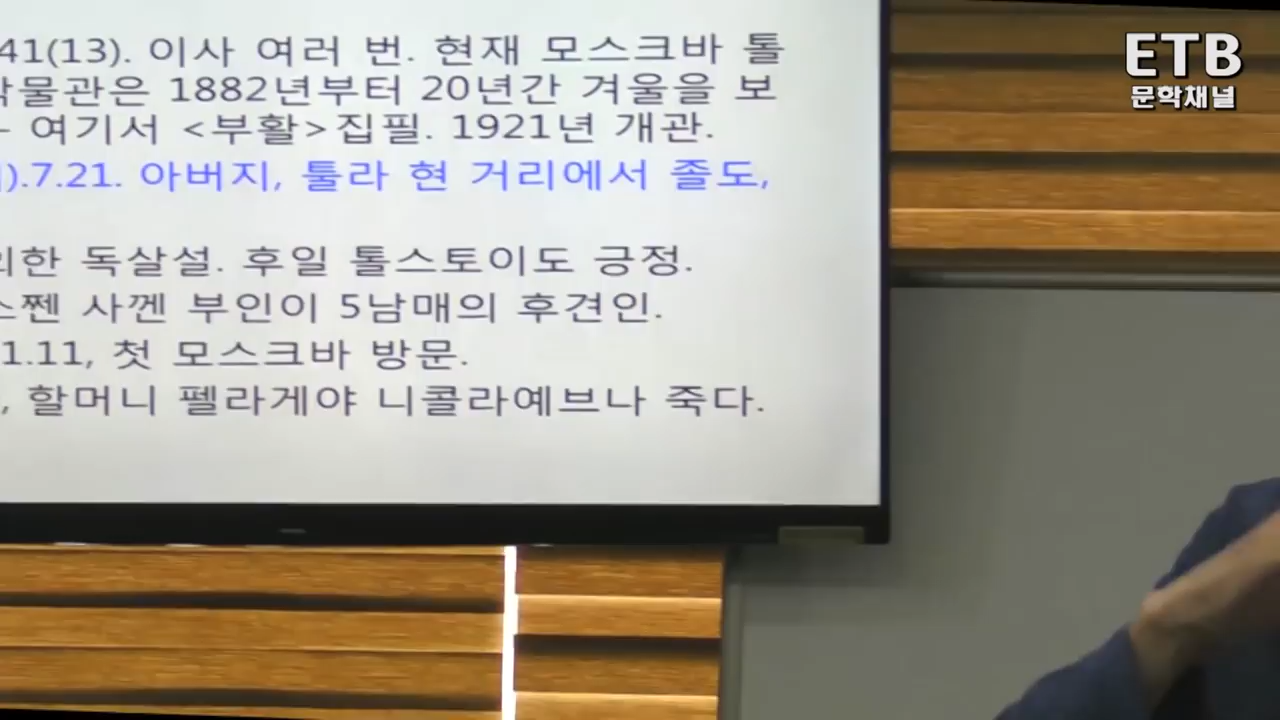 41(13). 이사 여러 번. 현재 모스크바 톨
물관은 1882년부터 20년간 겨울을 보
여기서 <부활>집필. 1921년 개관.
).7.21. 아버지, 툴라 현 거리에서 졸도,
의한 독살설. 후일 톨스토이도 긍정.
스쩬 사껜 부인이 5남매의 후견인.
1.11, 첫 모스크바 방문.
, 할머니 펠라게야 니콜라예브나 죽다.
ETB
문학채널